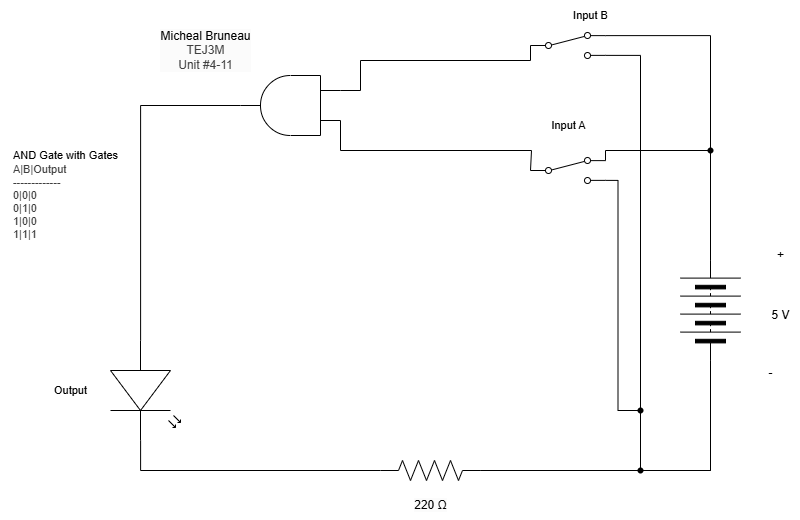 Input B
Micheal Bruneau
TEJ3M
Unit #4-11
Input A
AND Gate with Gates
A|B|Output
-------------
0|0|0
0|1|0
1|0|0
1|1|1
+
5 V
-
Output
220 Ω